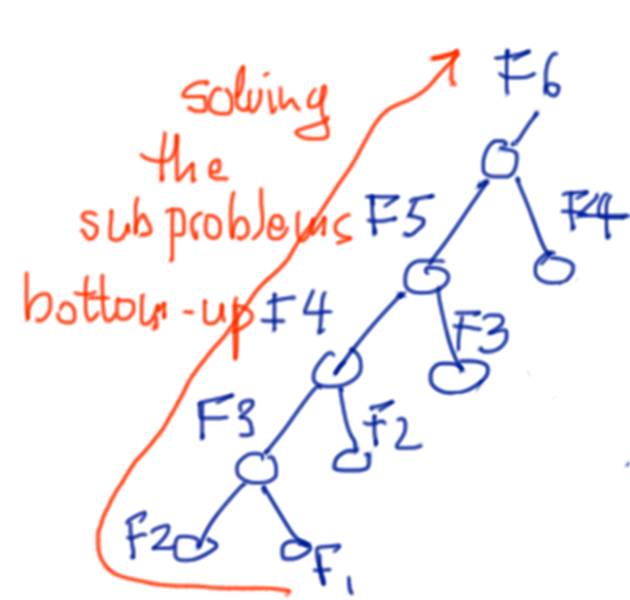 F6
solving
the
subproblems F5 F4
bottom-up F4 F3
F3 F2
F2 F1